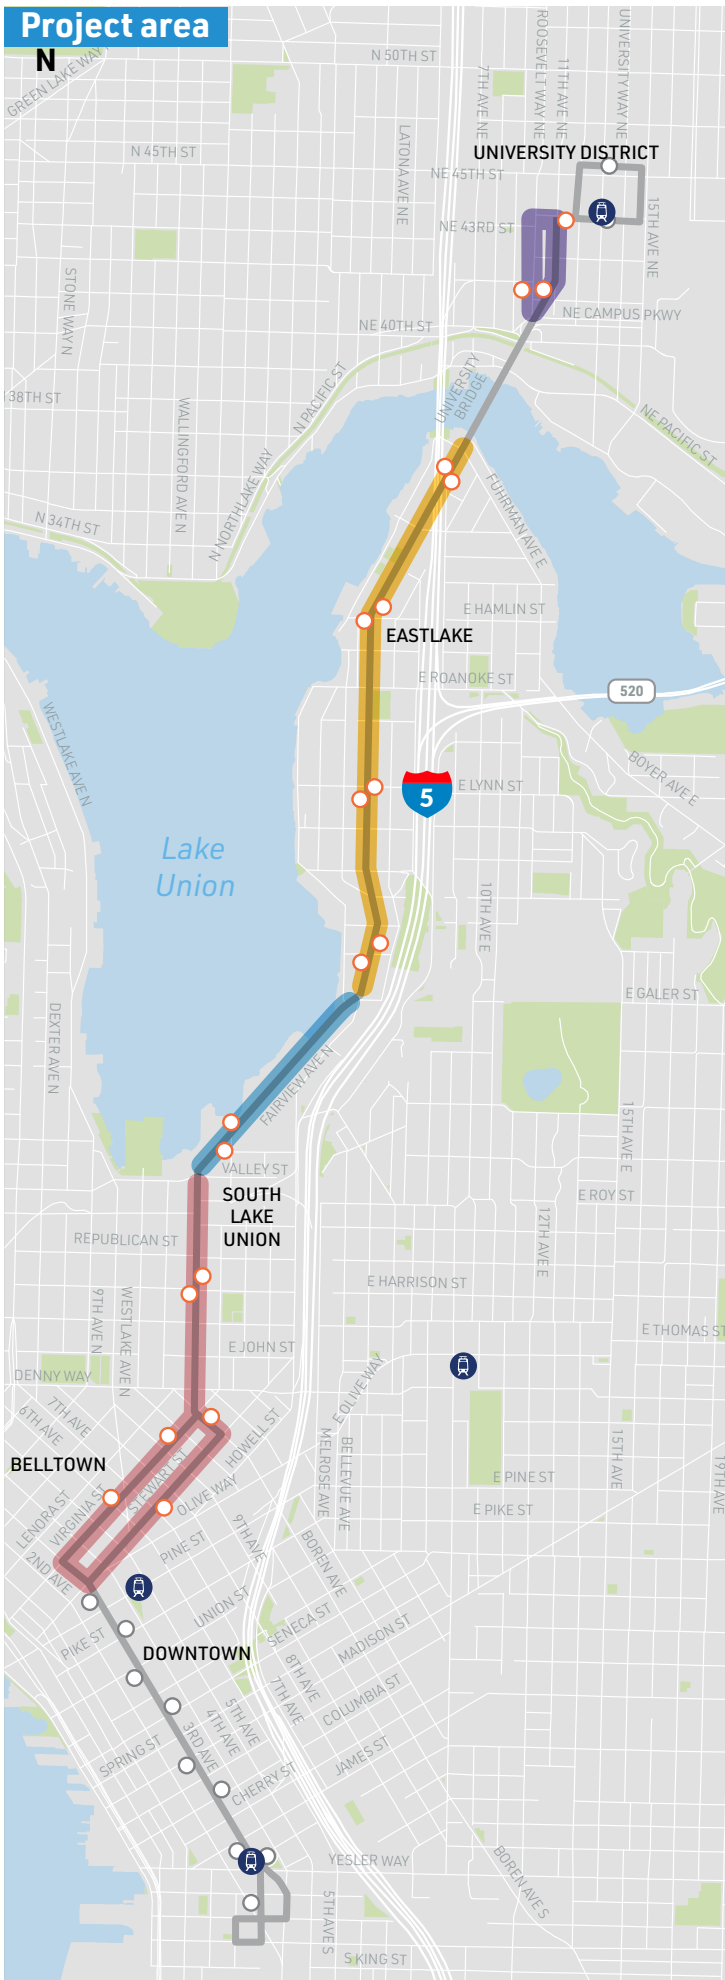 Project area
N
GREEN LAKE WAY
N 50TH ST
7TH AVE NE
ROOSEVELT WAY NE
11TH AVE NE
UNIVERSITY WAY NE
LATONA AVE NE
N 45TH ST
UNIVERSITY DISTRICT
NE 45TH ST
15TH AVE NE
NE 43RD ST
STONE WAY N
NE CAMPUS PKWY
NE 40TH ST
UNIVERSITY
BRIDGE
N PACIFIC ST
38TH ST
WALLINGFORD AVE N
NE PACIFIC ST
N NORTHLAKE WAY
FUHRMAN AVE E
N 34TH ST
E HAMLIN ST
EASTLAKE
E ROANOKE ST
520
WESTLAKE AVE N
BOYER AVE E
E LYNN ST
5
Lake
Union
10TH AVE E
E GALER ST
DEXTER AVE N
FAIRVIEW AVE N
15TH AVE E
VALLEY ST
SOUTH
LAKE
UNION
E ROY ST
12TH AVE E
REPUBLICAN ST
E HARRISON ST
9TH AVE N
WESTLAKE AVE N
E THOMAS ST
E JOHN ST
DENNY WAY
E OLIVE WAY
7TH AVE
6TH AVE
HOWELL ST
MELROSE AVE
BELLEVUE AVE
15TH AVE
19TH AVE
BELLTOWN
STEWART ST
OLIVE WAY
E PINE ST
LENORA ST
VIRGINIA ST
E PIKE ST
2ND AVE
PINE ST
9TH AVE
BOREN AVE
UNION ST
SENECA ST
PIKE ST
DOWNTOWN
MADISON ST
8TH AVE
7TH AVE
COLUMBIA ST
5TH AVE
4TH AVE
3RD AVE
SPRING ST
JAMES ST
CHERRY ST
YESLER WAY
BOREN AVE S
5TH AVE S
S KING ST